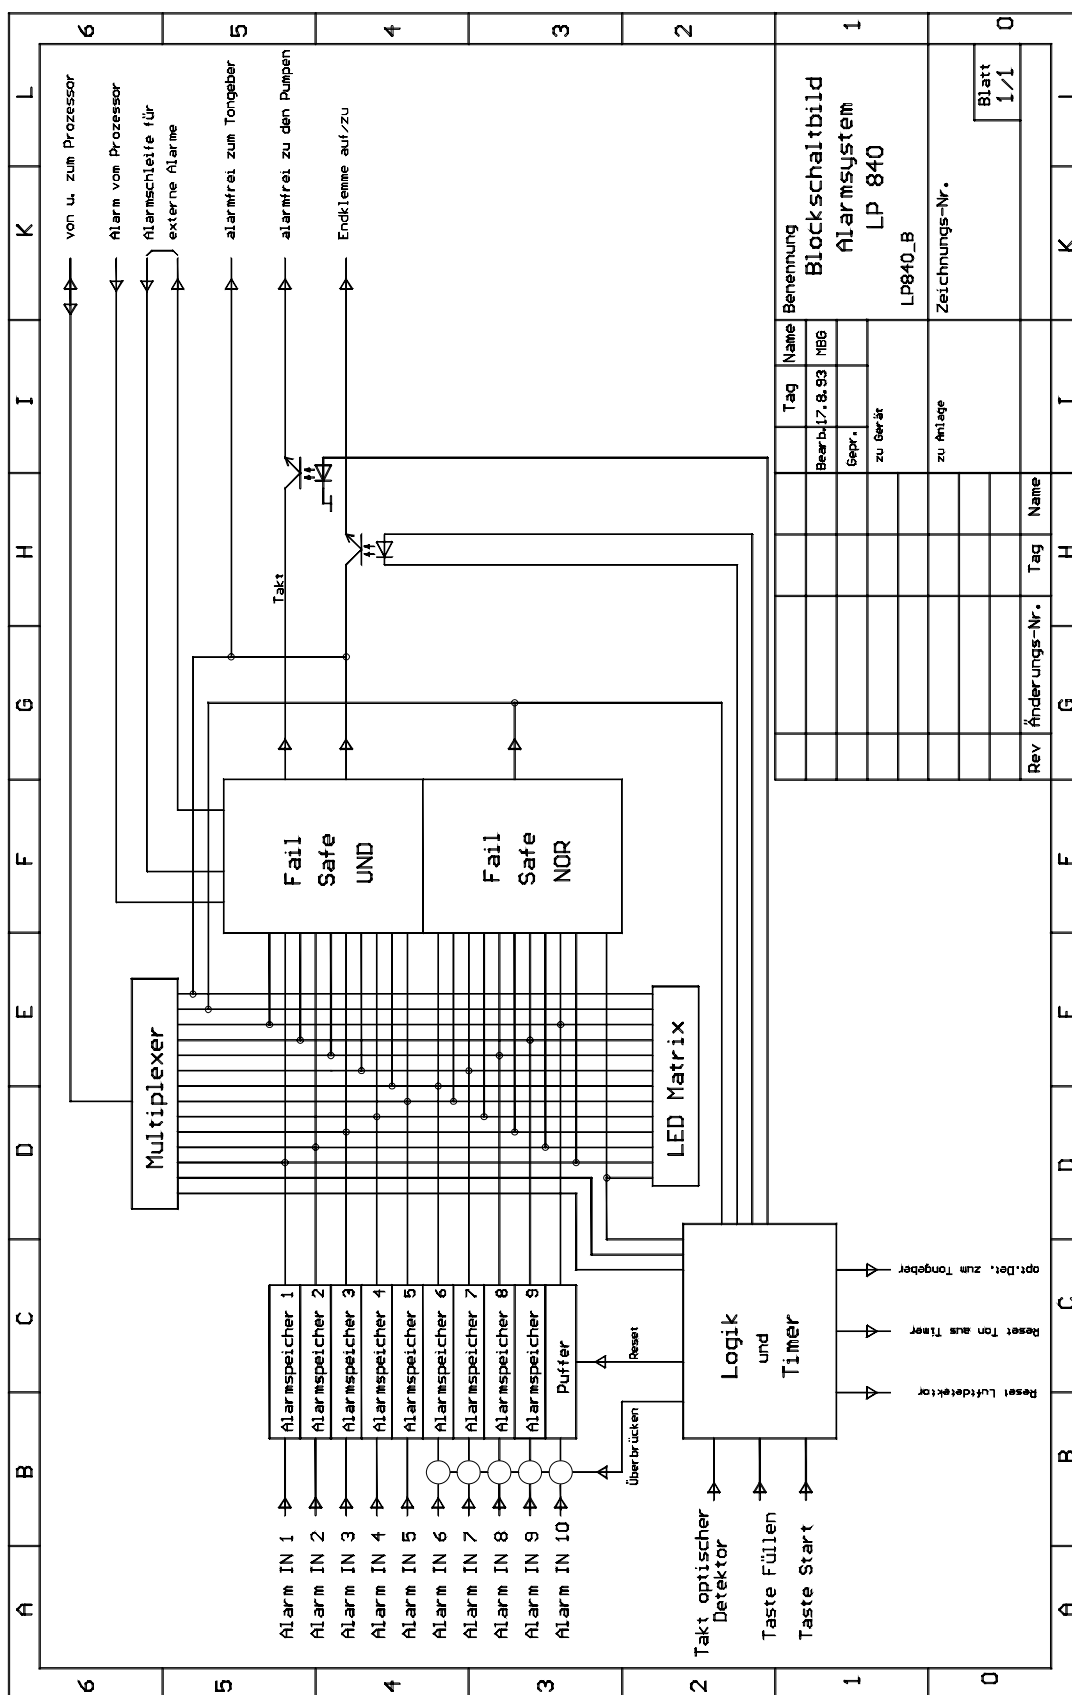 6
5
4
3
2
1
0
L
K
I
H
G
F
E
D
C
B
A
von u. zum Prozessor
Alarm vom Prozessor
Alarmschleife für
externe Alarme
alarmfrei zum Tongeber
alarmfrei zu den Pumpen
Endklemme auf/zu
Takt
Multiplexer
Fail
Safe
UND
Fail
Safe
NOR
LED Matrix
Alarm IN 1
Alarm IN 2
Alarm IN 3
Alarm IN 4
Alarm IN 5
Alarm IN 6
Alarm IN 7
Alarm IN 8
Alarm IN 9
Alarm IN 10
Alarmspeicher 1
Alarmspeicher 2
Alarmspeicher 3
Alarmspeicher 4
Alarmspeicher 5
Alarmspeicher 6
Alarmspeicher 7
Alarmspeicher 8
Alarmspeicher 9
Puffer
Überbrücken
Reset
Takt optischer
Detektor
Taste Füllen
Taste Start
Logik
und
Timer
opt.Det. zum Tongeber
Reset Ton aus Timer
Reset Luftdetektor
Rev
Änderungs-Nr.
Tag
Name
Tag
Name
Bearb.
17.8.93
MBG
Gepr.
zu Gerät
zu Anlage
Benennung
Blockschaltbild
Alarmsystem
LP 840
LP840_B
Zeichnungs-Nr.
Blatt
1/1
6
5
4
3
2
1
0
L
K
I
H
G
F
E
D
C
B
A